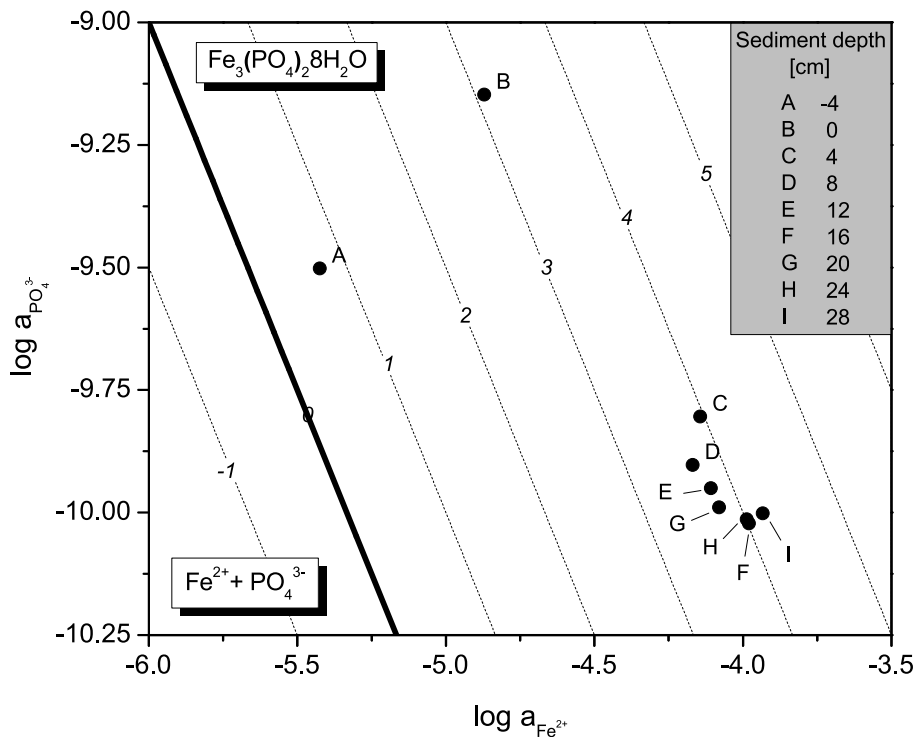 -9.00
-9.25
-9.50
-9.75
-10.00
-10.25
log a PO₄³⁻
Fe₃(PO₄)₂8H₂O
Fe²⁺+ PO₄³⁻
-1
0
1
2
3
4
5
A
B
C
D
E
G
H
F
I
Sediment depth
[cm]
A -4
B 0
C 4
D 8
E 12
F 16
G 20
H 24
I 28
-6.0 -5.5 -5.0 -4.5 -4.0 -3.5
log a Fe²⁺